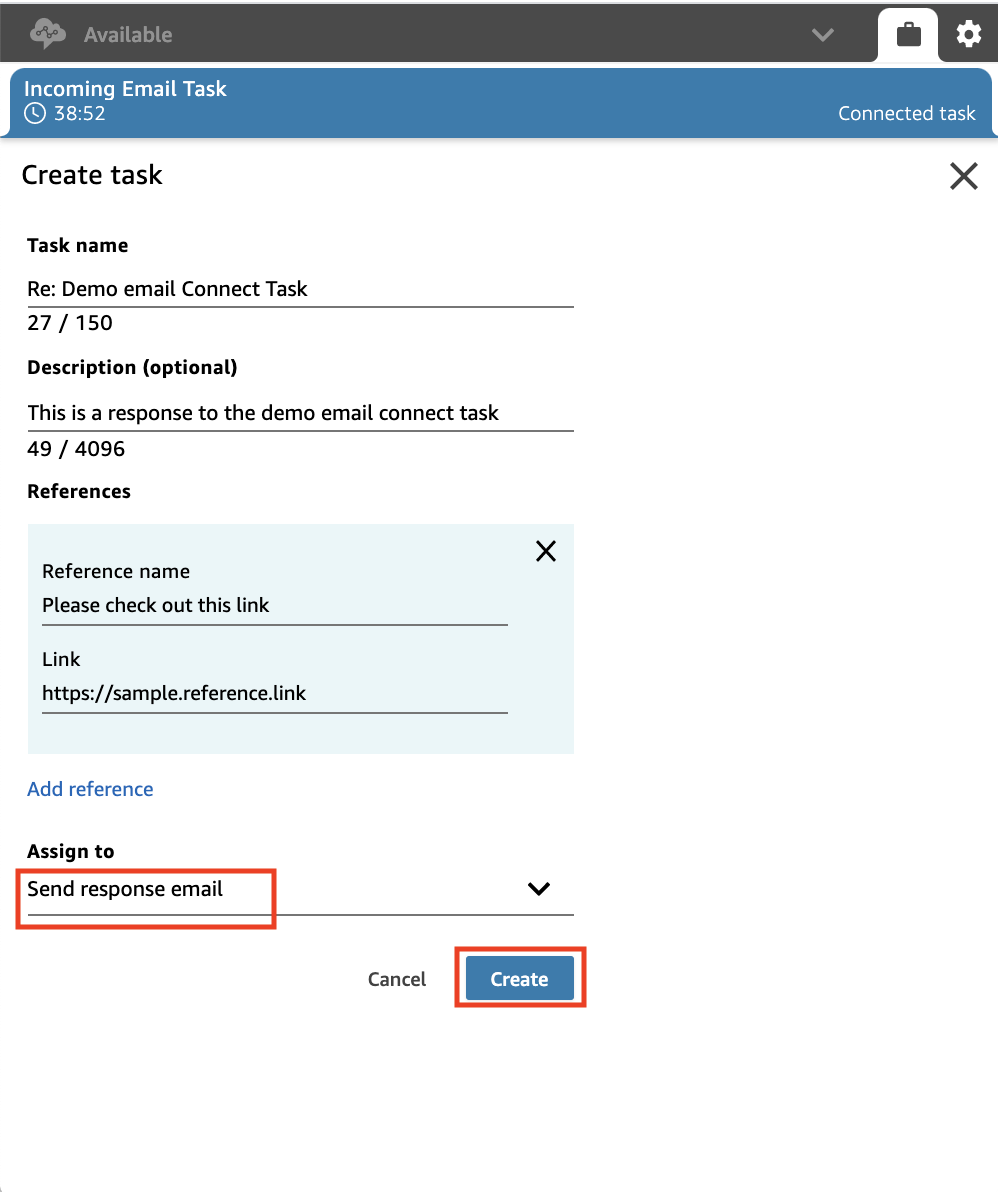 Available
Incoming Email Task
38:52
Connected task
Create task
Task name
Re: Demo email Connect Task
27 / 150
Description (optional)
This is a response to the demo email connect task
49 / 4096
References
Reference name
Please check out this link
Link
https://sample.reference.link
Add reference
Assign to
Send response email
Cancel
Create